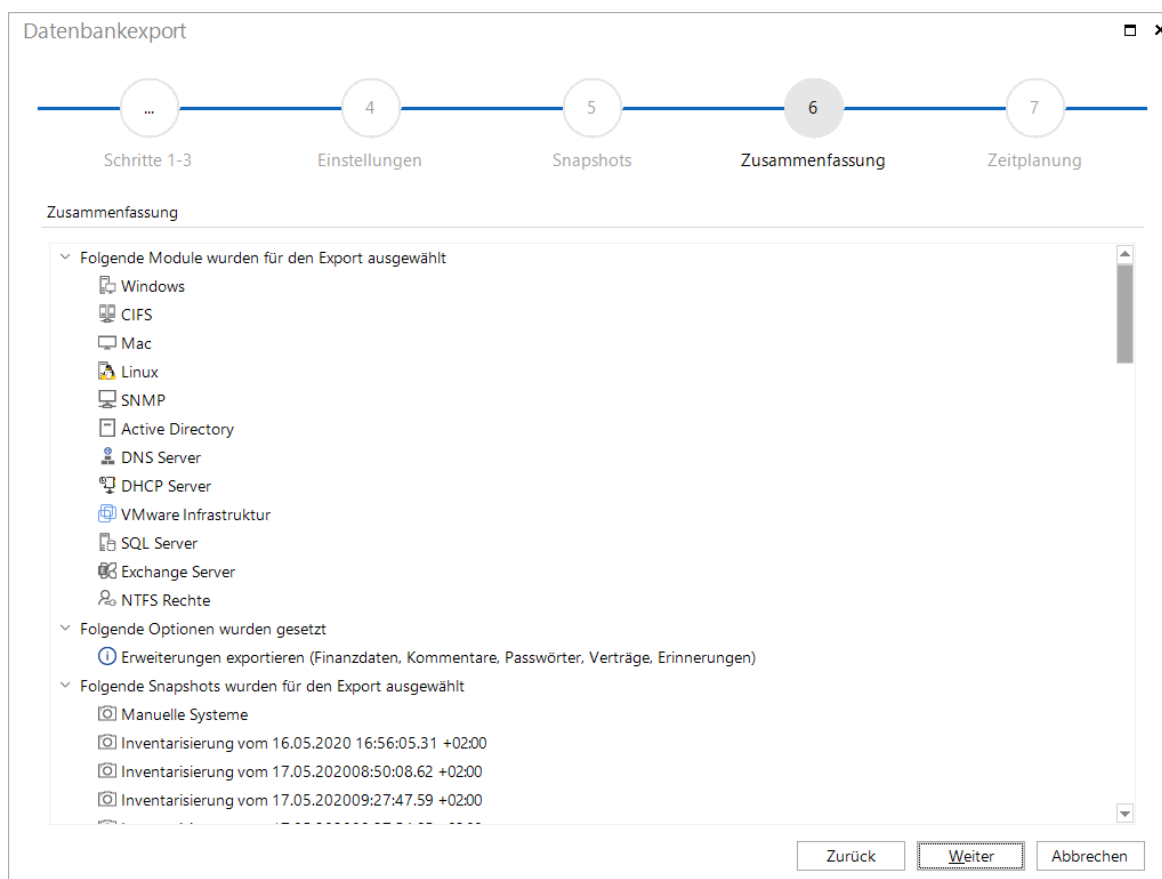 Datenbankexport
... 4 5 6 7
Schritte 1-3 Einstellungen Snapshots Zusammenfassung Zeitplanung
Zusammenfassung
Folgende Module wurden für den Export ausgewählt
Windows
CIFS
Mac
Linux
SNMP
Active Directory
DNS Server
DHCP Server
VMware Infrastruktur
SQL Server
Exchange Server
NTFS Rechte
Folgende Optionen wurden gesetzt
Erweiterungen exportieren (Finanzdaten, Kommentare, Passwörter, Verträge, Erinnerungen)
Folgende Snapshots wurden für den Export ausgewählt
Manuelle Systeme
Inventarisierung vom 16.05.2020 16:56:05.31 +02:00
Inventarisierung vom 17.05.202008:50:08.62 +02:00
Inventarisierung vom 17.05.202009:27:47.59 +02:00
Zurück Weiter Abbrechen